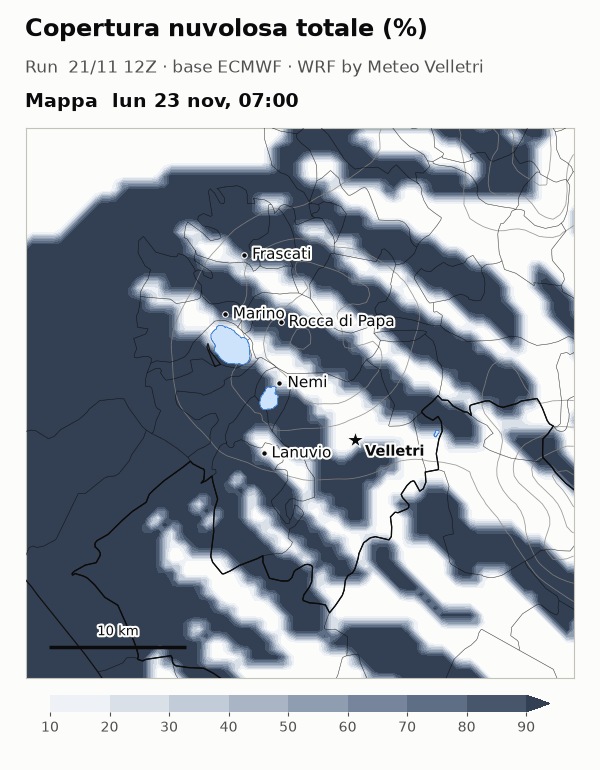 Copertura nuvolosa totale (%)
Run  21/11 12Z · base ECMWF · WRF by Meteo Velletri
Mappa  lun 23 nov, 07:00
Frascati
Marino
Rocca di Papa
Nemi
Velletri
Lanuvio
10 km
10 20 30 40 50 60 70 80 90